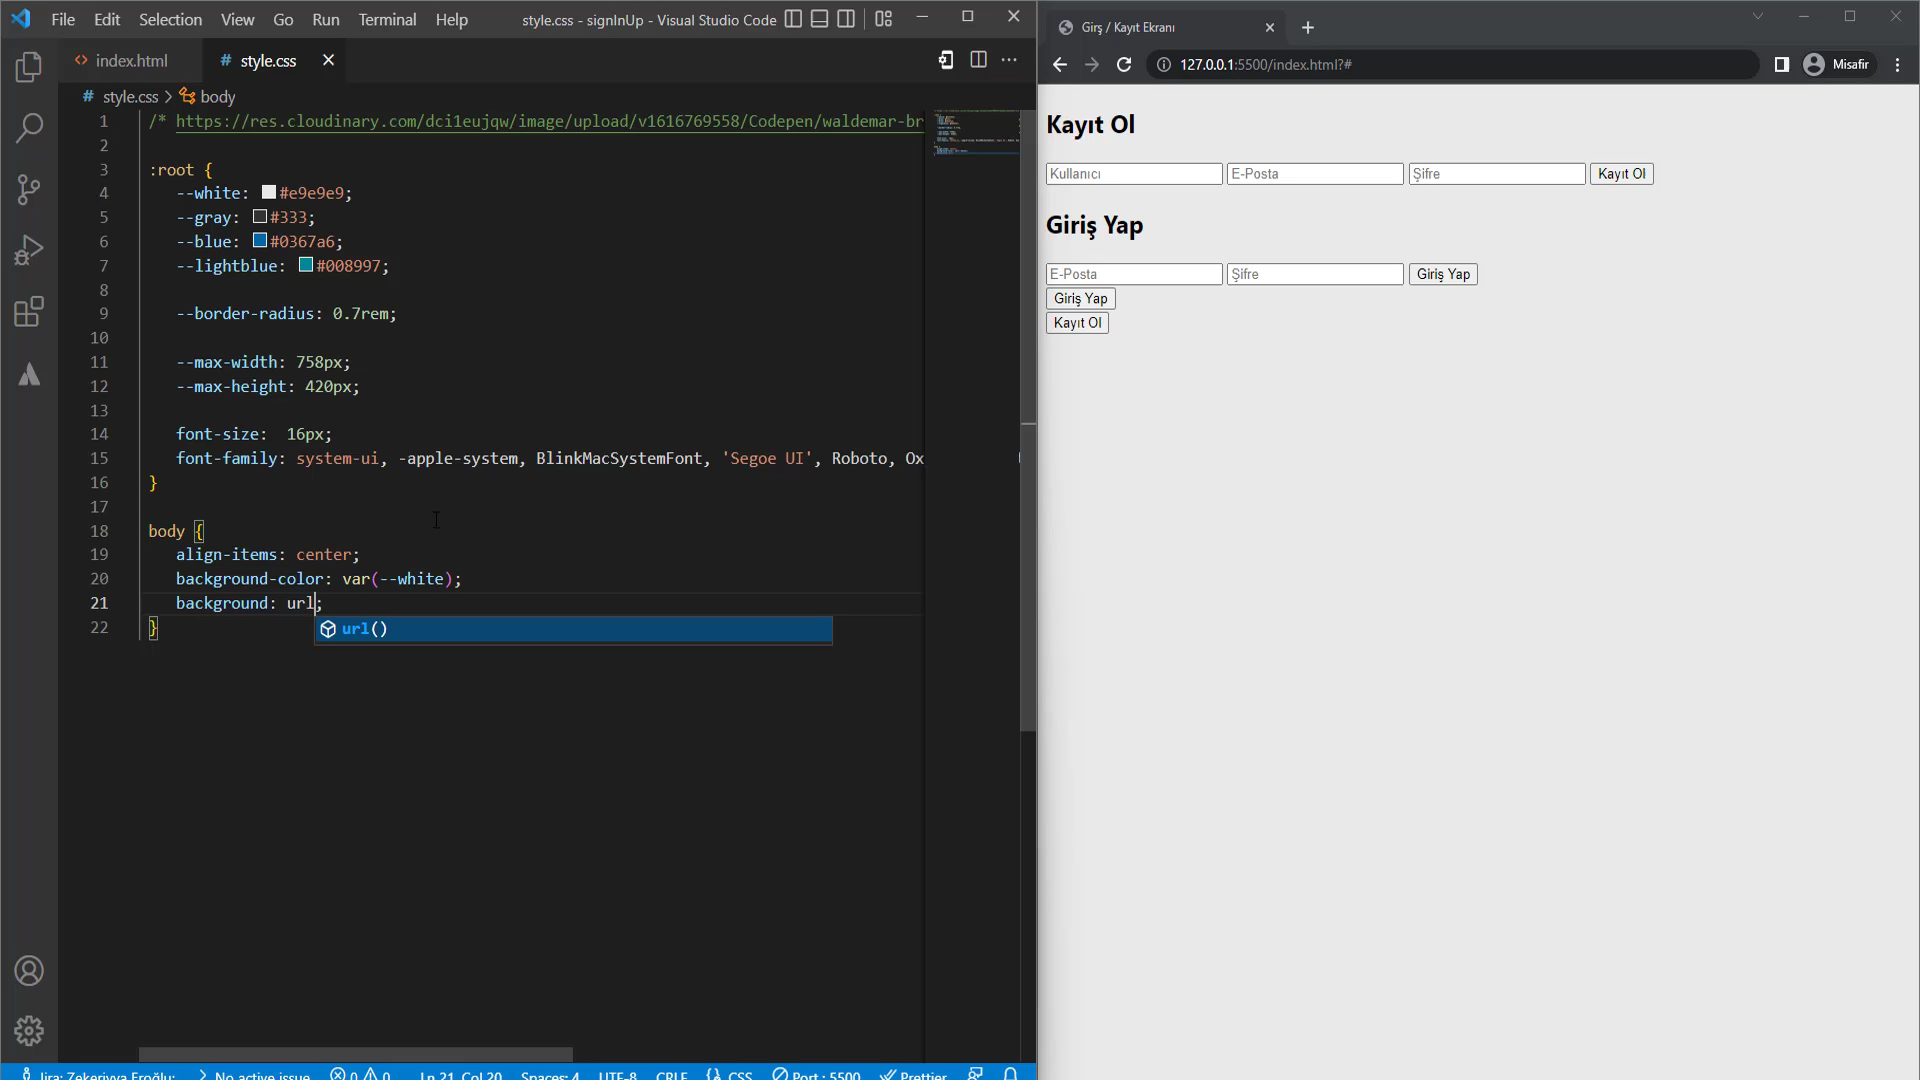 File Edit Selection View Go Run Terminal Help style.css - signInUp - Visual Studio Code
index.html # style.css
# style.css > body
1 /* https://res.cloudinary.com/dci1eujqw/image/upload/v1616769558/Codepen/waldemar-br
2
3 :root {
4 --white: #e9e9e9;
5 --gray: #333;
6 --blue: #0367a6;
7 --lightblue: #008997;
8
9 --border-radius: 0.7rem;
10
11 --max-width: 758px;
12 --max-height: 420px;
13
14 font-size: 16px;
15 font-family: system-ui, -apple-system, BlinkMacSystemFont, 'Segoe UI', Roboto, Ox
16 }
17
18 body {
19 align-items: center;
20 background-color: var(--white);
21 background: url;
22 }
url()
Jira: Zekeriyya Eroğlu: No active issue 0 0 Ln 21, Col 20 Spaces: 4 UTF-8 CRLF {} CSS Port : 5500 Prettier
Girş / Kayıt Ekranı
127.0.0.1:5500/index.html?# Misafir
Kayıt Ol
Kullanıcı E-Posta Şifre Kayıt Ol
Giriş Yap
E-Posta Şifre Giriş Yap
Giriş Yap
Kayıt Ol